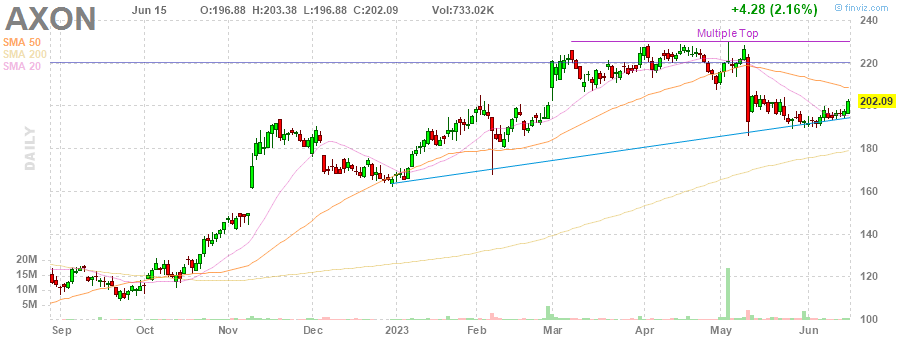 AXON
Jun 15 O:196.88 H:203.38 L:196.88 C:202.09 Vol:733.02K +4.28 (2.16%)
© finviz.com
SMA 50
SMA 200
SMA 20
DAILY
Multiple Top
240
220
202.09
200
180
160
140
120
100
20M
15M
10M
5M
Sep Oct Nov Dec 2023 Feb Mar Apr May Jun